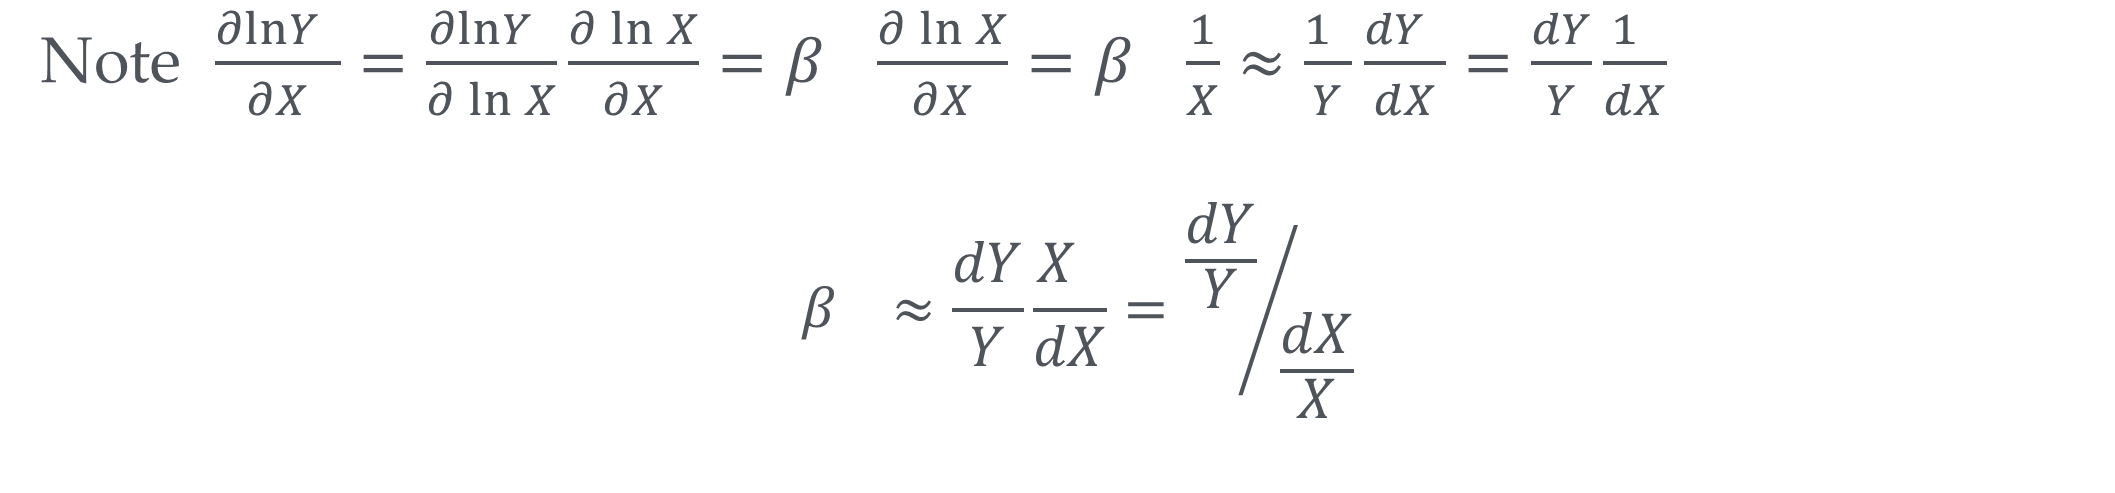 Note ∂lnY/∂X = ∂lnY/∂ ln X ∂ ln X/∂X = β ∂ ln X/∂X = β 1/X ≈ 1/Y dY/dX = dY/Y 1/dX
β ≈ dY/Y X/dX = dY/Y / dX/X